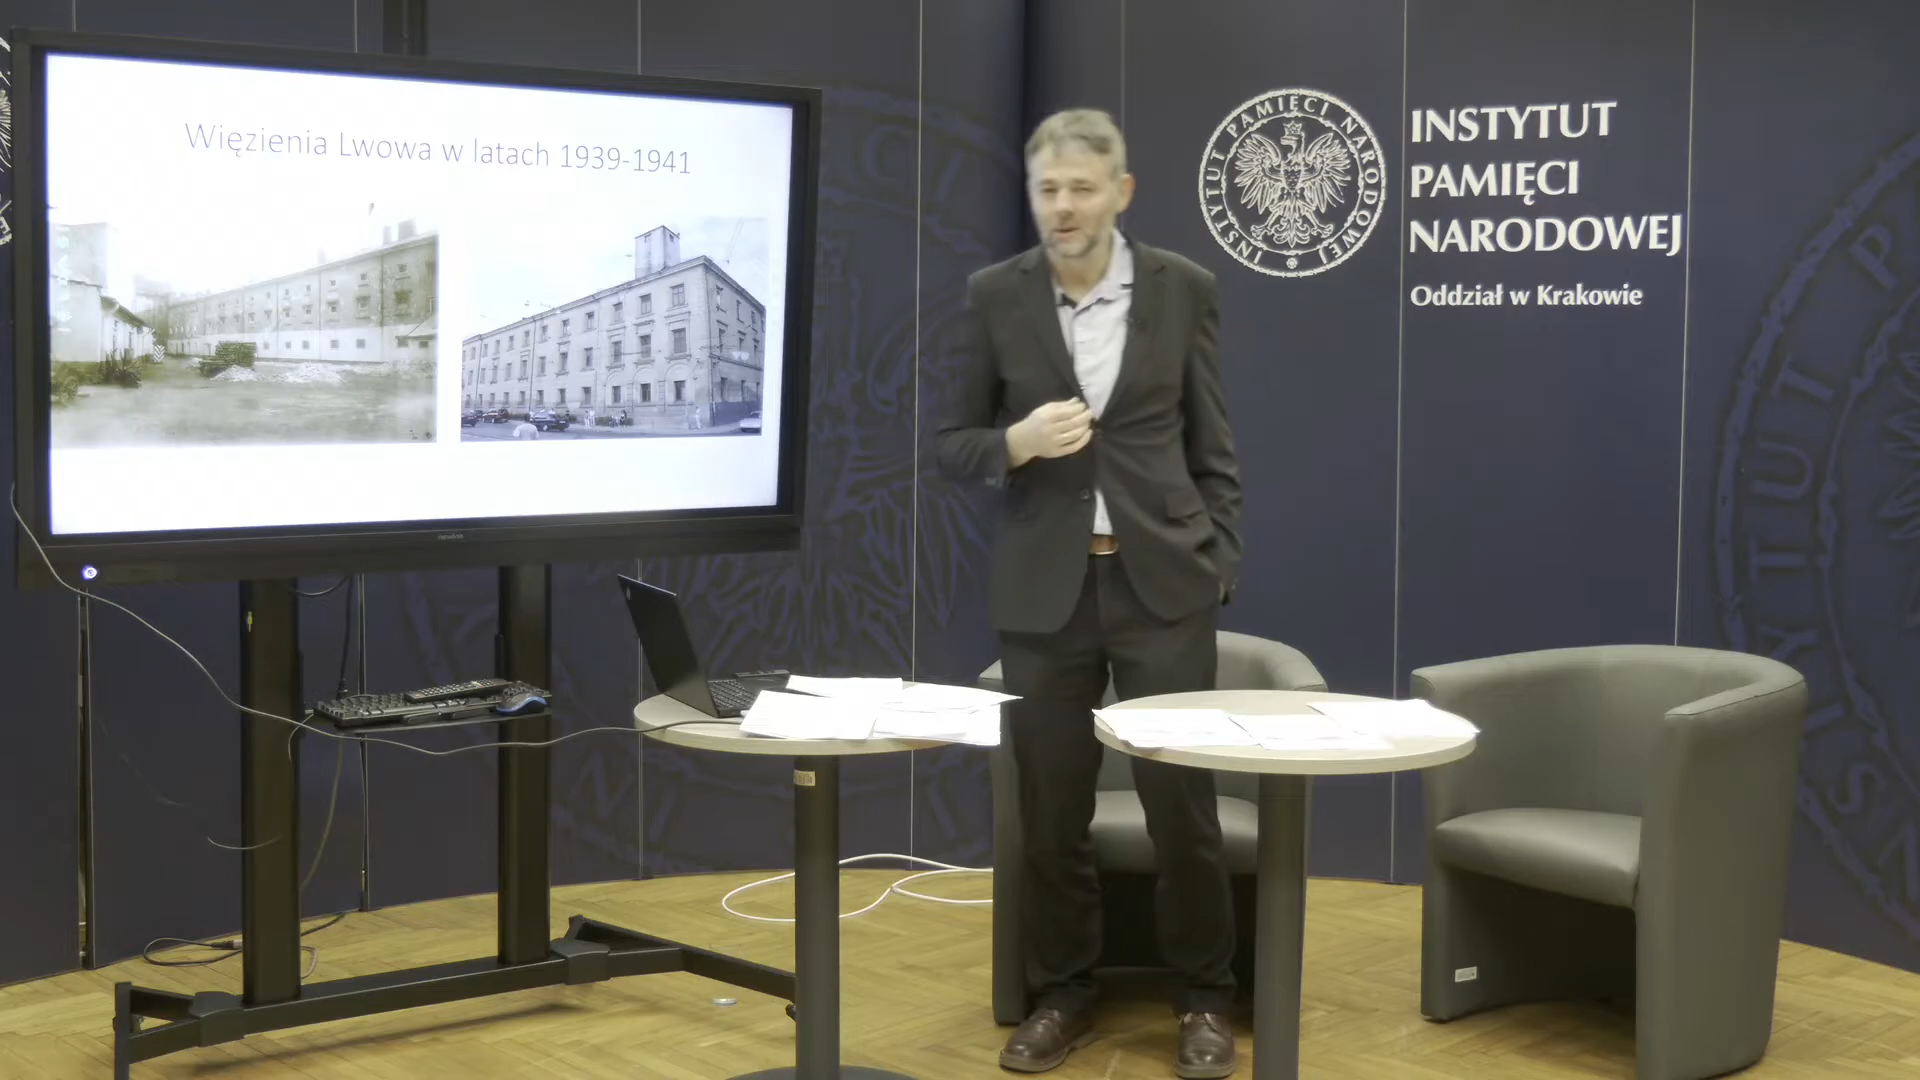 Więzienia Lwowa w latach 1939-1941
INSTYTUT PAMIĘCI NARODOWEJ
INSTYTUT
PAMIĘCI
NARODOWEJ
Oddział w Krakowie